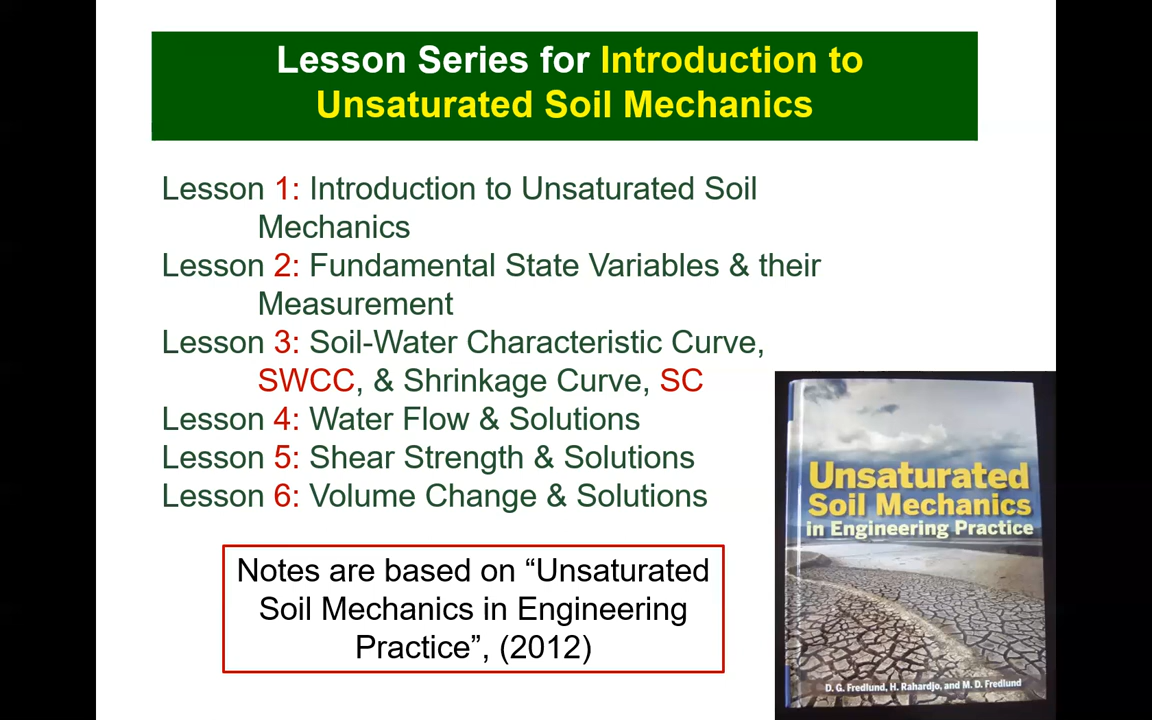 Lesson Series for Introduction to
Unsaturated Soil Mechanics
Lesson 1: Introduction to Unsaturated Soil
Mechanics
Lesson 2: Fundamental State Variables & their
Measurement
Lesson 3: Soil-Water Characteristic Curve,
SWCC, & Shrinkage Curve, SC
Lesson 4: Water Flow & Solutions
Lesson 5: Shear Strength & Solutions
Lesson 6: Volume Change & Solutions
Notes are based on “Unsaturated
Soil Mechanics in Engineering
Practice”, (2012)
Unsaturated
Soil Mechanics
in Engineering Practice
D. G. Fredlund, H. Rahardjo, and M. D. Fredlund